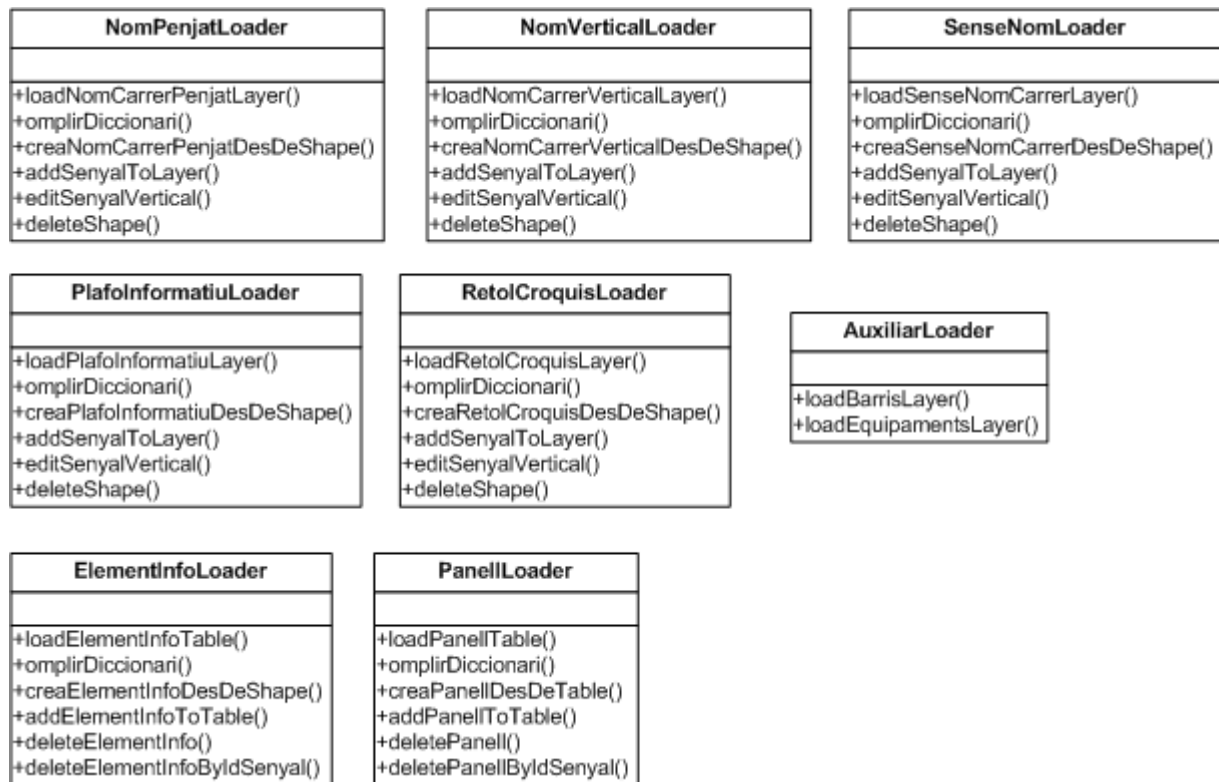 NomPenjatLoader
+loadNomCarrerPenjatLayer()
+omplirDiccionari()
+creaNomCarrerPenjatDesDeShape()
+addSenyalToLayer()
+editSenyalVertical()
+deleteShape()
NomVerticalLoader
+loadNomCarrerVerticalLayer()
+omplirDiccionari()
+creaNomCarrerVerticalDesDeShape()
+addSenyalToLayer()
+editSenyalVertical()
+deleteShape()
SenseNomLoader
+loadSenseNomCarrerLayer()
+omplirDiccionari()
+creaSenseNomCarrerDesDeShape()
+addSenyalToLayer()
+editSenyalVertical()
+deleteShape()
PlafoInformatiuLoader
+loadPlafoInformatiuLayer()
+omplirDiccionari()
+creaPlafoInformatiuDesDeShape()
+addSenyalToLayer()
+editSenyalVertical()
+deleteShape()
RetolCroquisLoader
+loadRetolCroquisLayer()
+omplirDiccionari()
+creaRetolCroquisDesDeShape()
+addSenyalToLayer()
+editSenyalVertical()
+deleteShape()
AuxiliarLoader
+loadBarrisLayer()
+loadEquipamentsLayer()
ElementInfoLoader
+loadElementInfoTable()
+omplirDiccionari()
+creaElementInfoDesDeShape()
+addElementInfoToTable()
+deleteElementInfo()
+deleteElementInfoByIdSenyal()
PanellLoader
+loadPanellTable()
+omplirDiccionari()
+creaPanellDesDeTable()
+addPanellToTable()
+deletePanell()
+deletePanellByIdSenyal()